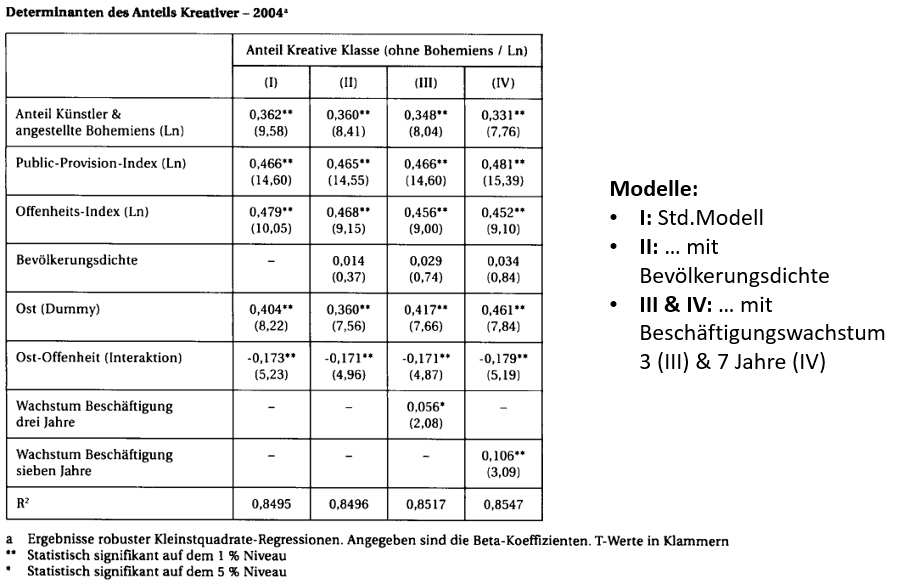 Determinanten des Anteils Kreativer – 2004ᵃ
Anteil Kreative Klasse (ohne Bohemiens / Ln)
(I) (II) (III) (IV)
Anteil Künstler & 0,362** 0,360** 0,348** 0,331**
angestellte Bohemiens (Ln) (9,58) (8,41) (8,04) (7,76)
Public-Provision-Index (Ln) 0,466** 0,465** 0,466** 0,481**
(14,60) (14,55) (14,60) (15,39)
Offenheits-Index (Ln) 0,479** 0,468** 0,456** 0,452**
(10,05) (9,15) (9,00) (9,10)
Bevölkerungsdichte – 0,014 0,029 0,034
(0,37) (0,74) (0,84)
Ost (Dummy) 0,404** 0,360** 0,417** 0,461**
(8,22) (7,56) (7,66) (7,84)
Ost-Offenheit (Interaktion) -0,173** -0,171** -0,171** -0,179**
(5,23) (4,96) (4,87) (5,19)
Wachstum Beschäftigung – – 0,056* –
drei Jahre (2,08)
Wachstum Beschäftigung – – – 0,106**
sieben Jahre (3,09)
R² 0,8495 0,8496 0,8517 0,8547
a Ergebnisse robuster Kleinstquadrate-Regressionen. Angegeben sind die Beta-Koeffizienten. T-Werte in Klammern
** Statistisch signifikant auf dem 1 % Niveau
* Statistisch signifikant auf dem 5 % Niveau
Modelle:
• I: Std.Modell
• II: ... mit
Bevölkerungsdichte
• III & IV: ... mit
Beschäftigungswachstum
3 (III) & 7 Jahre (IV)